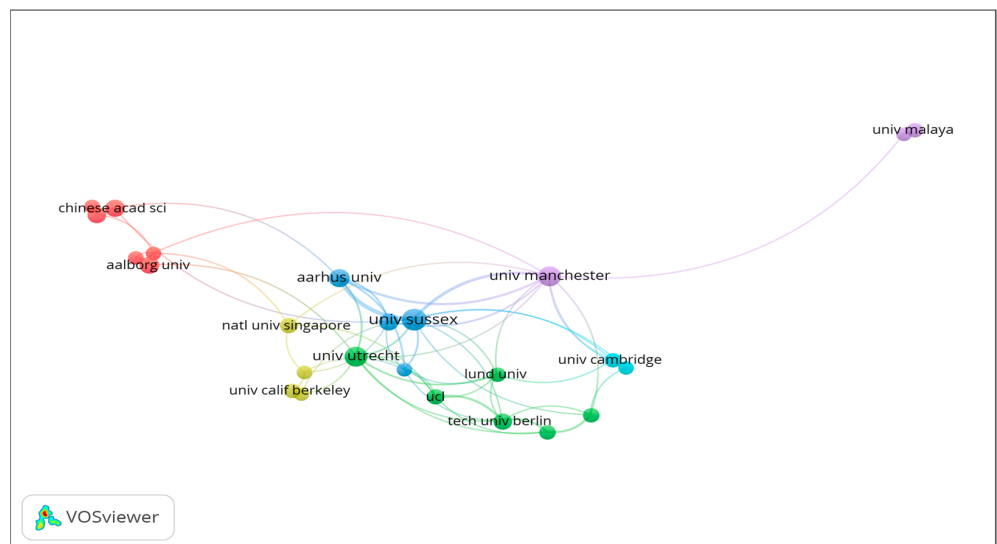 univ malaya
chinese acad sci
aalborg univ
aarhus univ
univ manchester
univ sussex
natl univ singapore
univ utrecht
univ cambridge
lund univ
univ calif berkeley
ucl
tech univ berlin
VOSviewer